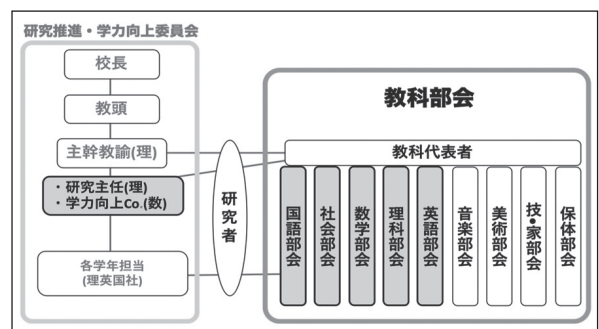 研究推進・学力向上委員会
校長
教頭
主幹教諭(理)
・研究主任(理)
・学力向上Co.(数)
各学年担当
(理英国社)
研究者
教科部会
教科代表者
国語部会
社会部会
数学部会
理科部会
英語部会
音楽部会
美術部会
技・家部会
保体部会